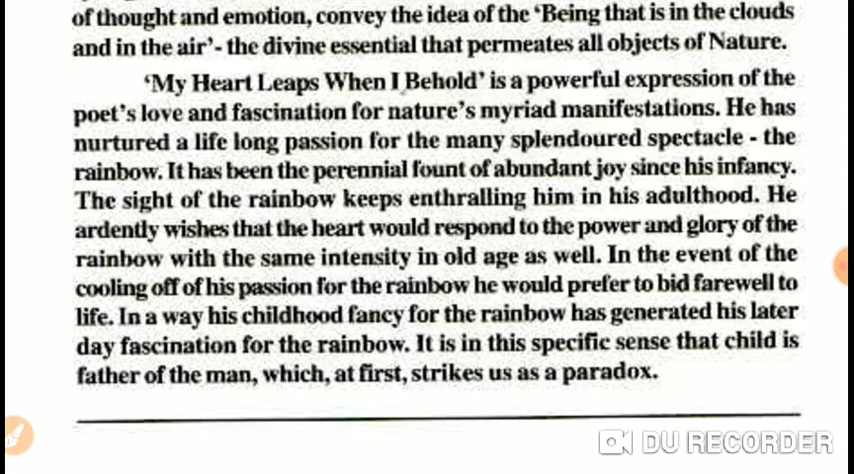 of thought and emotion, convey the idea of the ‘Being that is in the clouds
and in the air’- the divine essential that permeates all objects of Nature.
‘My Heart Leaps When I Behold’ is a powerful expression of the
poet’s love and fascination for nature’s myriad manifestations. He has
nurtured a life long passion for the many splendoured spectacle - the
rainbow. It has been the perennial fount of abundant joy since his infancy.
The sight of the rainbow keeps enthralling him in his adulthood. He
ardently wishes that the heart would respond to the power and glory of the
rainbow with the same intensity in old age as well. In the event of the
cooling off of his passion for the rainbow he would prefer to bid farewell to
life. In a way his childhood fancy for the rainbow has generated his later
day fascination for the rainbow. It is in this specific sense that child is
father of the man, which, at first, strikes us as a paradox.
DU RECORDER